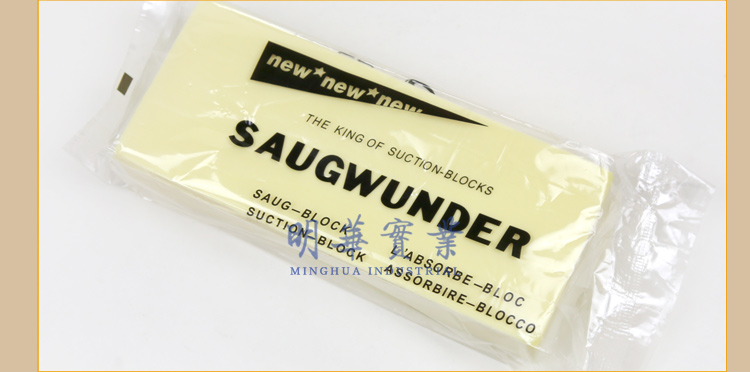 new★new★new
THE KING OF SUCTION-BLOCKS
SAUGWUNDER
SAUG–BLOCK
SUCTION–BLOCK
L'ABSORBE–BLOC
ASSORBIRE–BLOCCO
明華實業
MINGHUA INDUSTRIAL